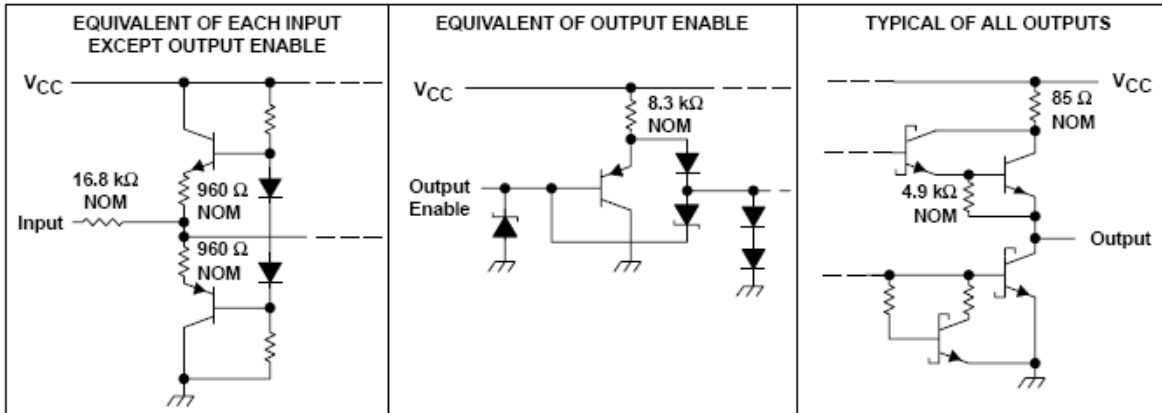 EQUIVALENT OF EACH INPUT
EXCEPT OUTPUT ENABLE
VCC
16.8 kΩ
NOM
Input
960 Ω
NOM
960 Ω
NOM
EQUIVALENT OF OUTPUT ENABLE
VCC
8.3 kΩ
NOM
Output
Enable
TYPICAL OF ALL OUTPUTS
VCC
85 Ω
NOM
4.9 kΩ
NOM
Output